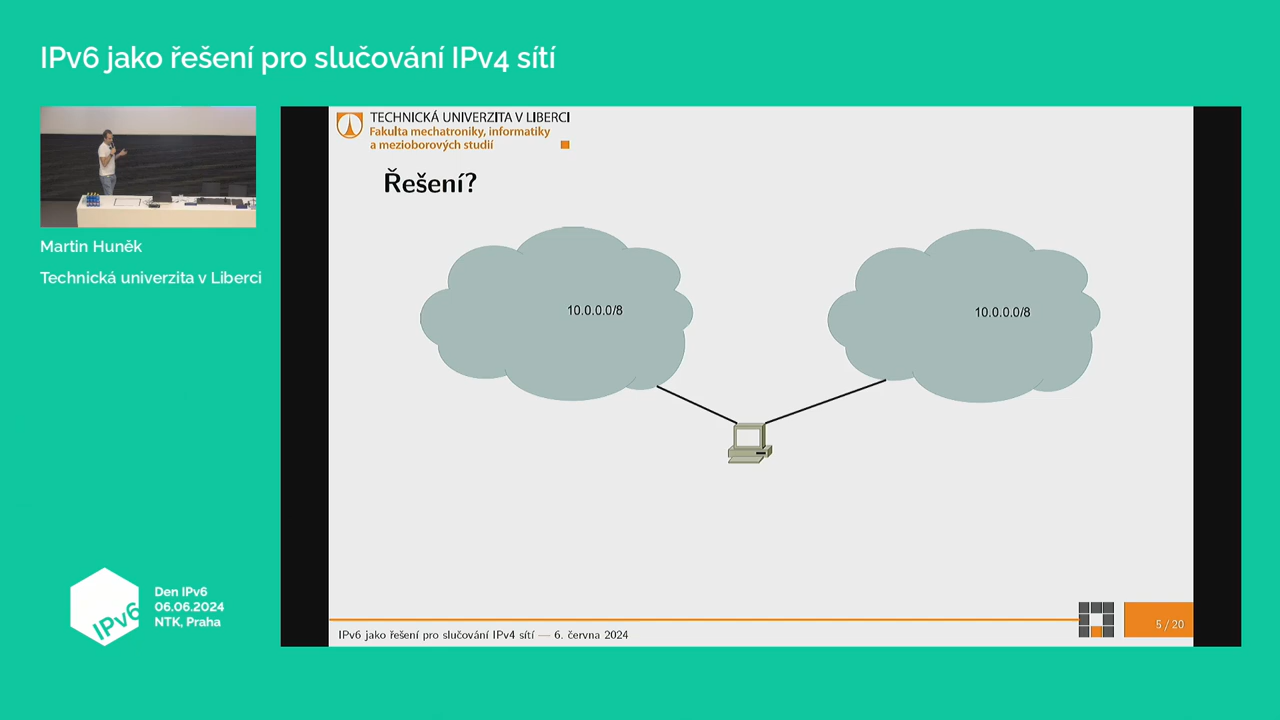 IPv6 jako řešení pro slučování IPv4 sítí
Martin Huněk
Technická univerzita v Liberci
TECHNICKÁ UNIVERZITA V LIBERCI
Fakulta mechatroniky, informatiky
a mezioborových studií
Řešení?
10.0.0.0/8
10.0.0.0/8
IPv6
Den IPv6
06.06.2024
NTK, Praha
IPv6 jako řešení pro slučování IPv4 sítí — 6. června 2024
5 / 20